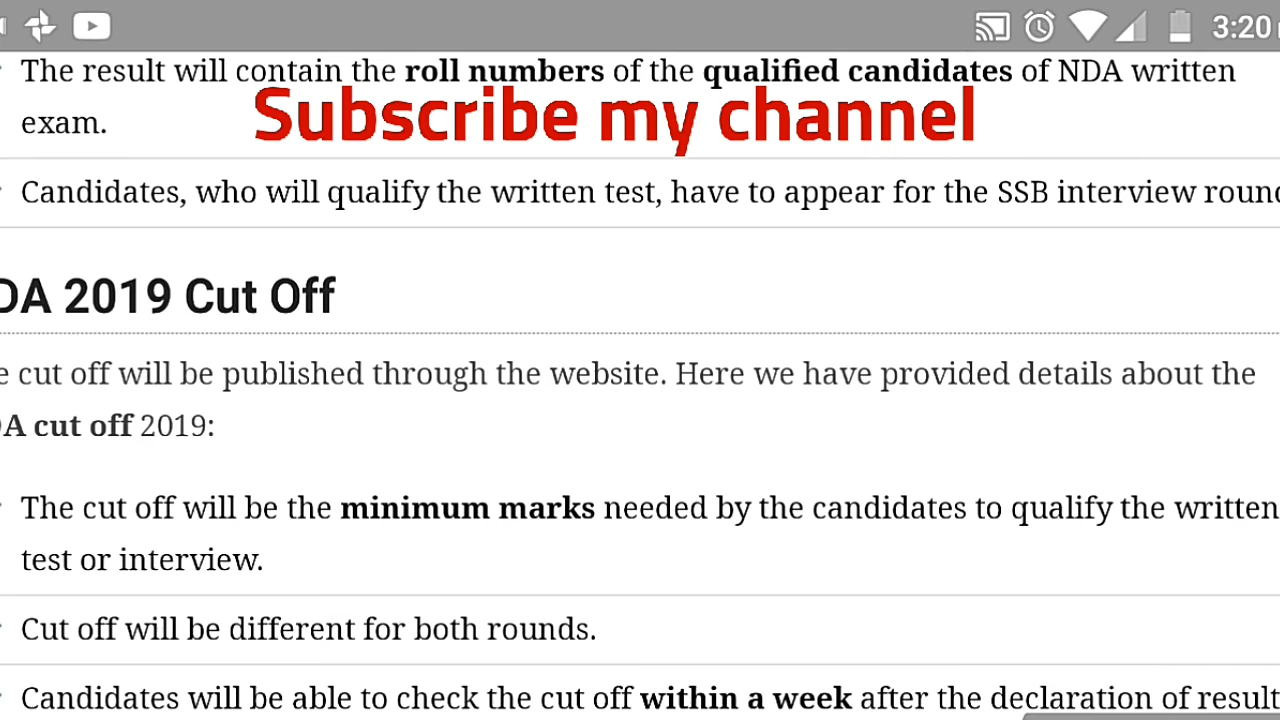 3:20
The result will contain the roll numbers of the qualified candidates of NDA written
Subscribe my channel
exam.
Candidates, who will qualify the written test, have to appear for the SSB interview round
DA 2019 Cut Off
e cut off will be published through the website. Here we have provided details about the
DA cut off 2019:
The cut off will be the minimum marks needed by the candidates to qualify the written
test or interview.
Cut off will be different for both rounds.
Candidates will be able to check the cut off within a week after the declaration of result